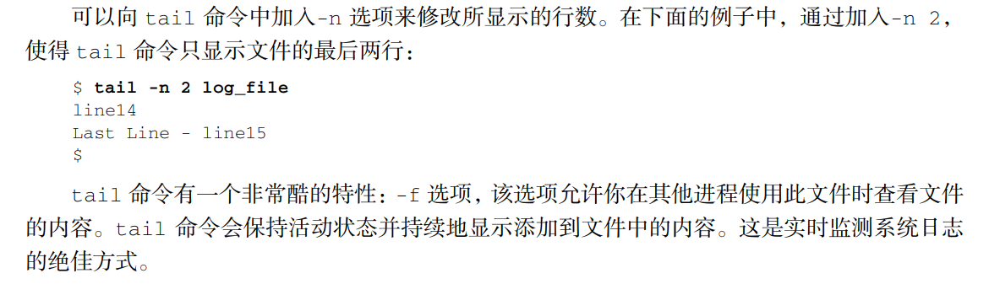 可以向 tail 命令中加入-n 选项来修改所显示的行数。在下面的例子中，通过加入-n 2，
使得 tail 命令只显示文件的最后两行：
$ tail -n 2 log_file
line14
Last Line - line15
$
tail 命令有一个非常酷的特性：-f 选项，该选项允许你在其他进程使用此文件时查看文件
的内容。tail 命令会保持活动状态并持续地显示添加到文件中的内容。这是实时监测系统日志
的绝佳方式。